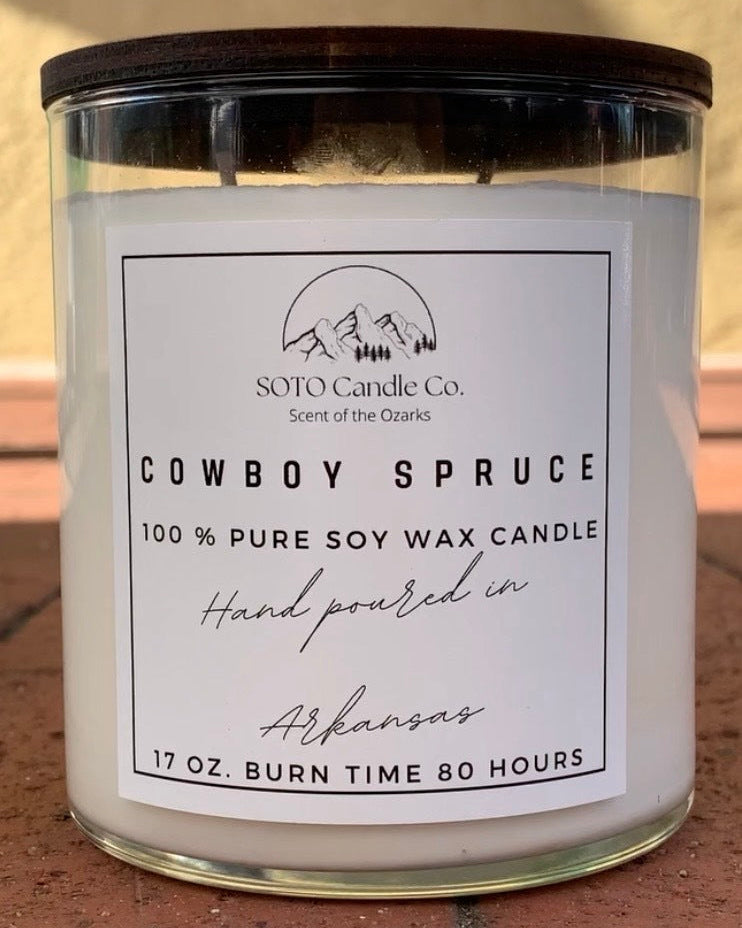 SOTO Candle Co.
Scent of the Ozarks
COWBOY SPRUCE
100 % PURE SOY WAX CANDLE
Hand poured in
Arkansas
17 OZ. BURN TIME 80 HOURS